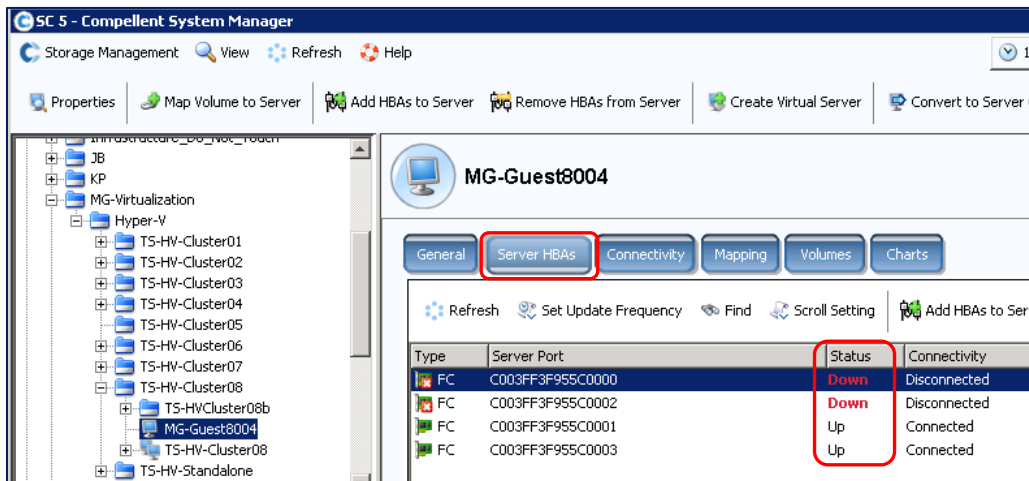 SC 5 - Compellent System Manager
Storage Management View Refresh Help
1
Properties Map Volume to Server Add HBAs to Server Remove HBAs from Server Create Virtual Server Convert to Server
Infrastructure_Do_Not_Touch
JB
KP
MG-Virtualization
Hyper-V
TS-HV-Cluster01
TS-HV-Cluster02
TS-HV-Cluster03
TS-HV-Cluster04
TS-HV-Cluster05
TS-HV-Cluster06
TS-HV-Cluster07
TS-HV-Cluster08
TS-HVCluster08b
MG-Guest8004
TS-HV-Cluster08
TS-HV-Standalone
MG-Guest8004
General Server HBAs Connectivity Mapping Volumes Charts
Refresh Set Update Frequency Find Scroll Setting Add HBAs to Ser
Type Server Port Status Connectivity
FC C003FF3F955C0000 Down Disconnected
FC C003FF3F955C0002 Down Disconnected
FC C003FF3F955C0001 Up Connected
FC C003FF3F955C0003 Up Connected